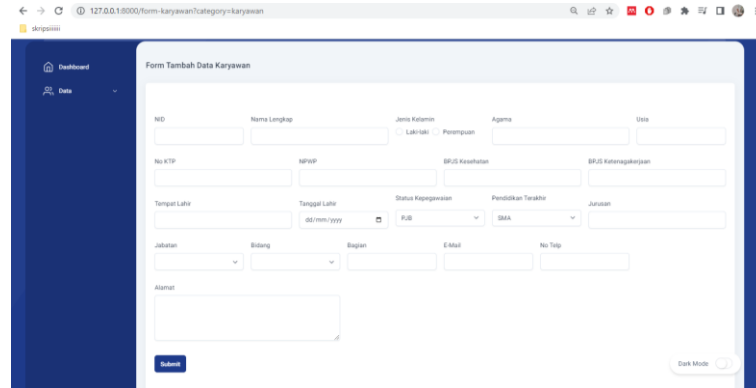 127.0.0.1:8000/form-karyawan?category=karyawan
skripsiiiiii
Dashboard
Form Tambah Data Karyawan
Data
NID Nama Lengkap Jenis Kelamin Agama Usia
Laki-laki Perempuan
No KTP NPWP BPJS Kesehatan BPJS Ketenagakerjaan
Tempat Lahir Tanggal Lahir Status Kepegawaian Pendidikan Terakhir Jurusan
dd/mm/yyyy PJB SMA
Jabatan Bidang Bagian E-Mail No Telp
Alamat
Submit
Dark Mode